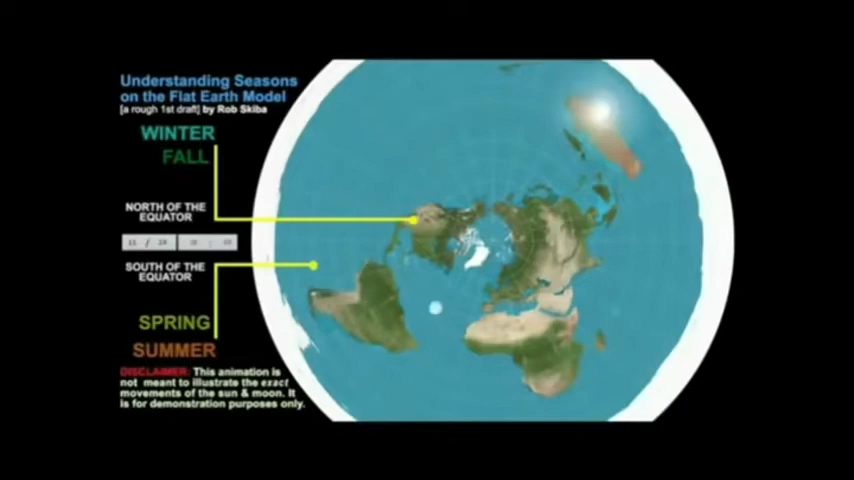 Understanding Seasons
on the Flat Earth Model
[a rough 1st draft] by Rob Skiba
WINTER
FALL
NORTH OF THE
EQUATOR
SOUTH OF THE
EQUATOR
SPRING
SUMMER
DISCLAIMER: This animation is
not meant to illustrate the exact
movements of the sun & moon. It
is for demonstration purposes only.